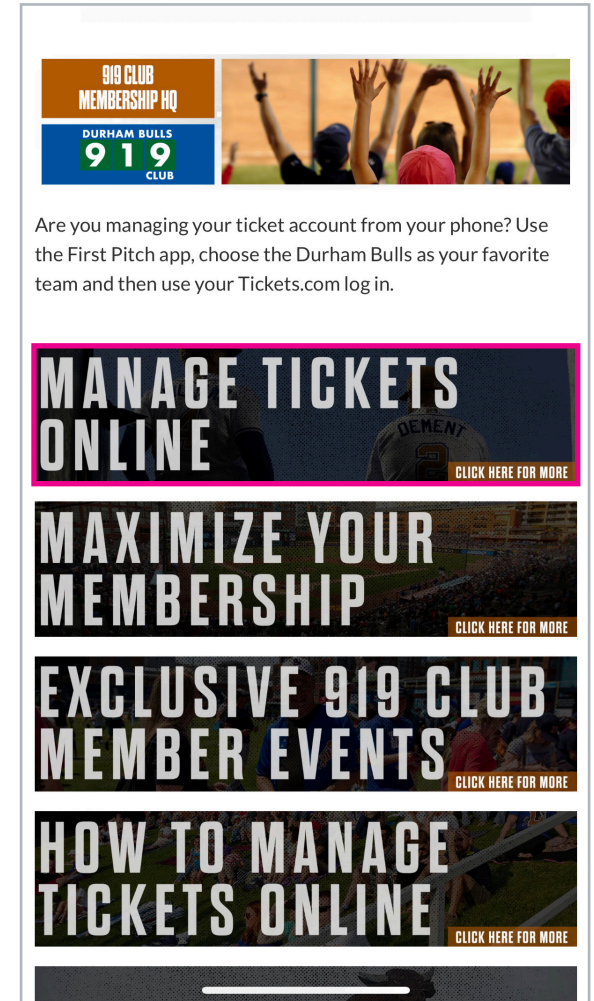 919 CLUB
MEMBERSHIP HQ
DURHAM BULLS
9 1 9
CLUB
Are you managing your ticket account from your phone? Use
the First Pitch app, choose the Durham Bulls as your favorite
team and then use your Tickets.com log in.
MANAGE TICKETS
ONLINE
DEMENT
2
CLICK HERE FOR MORE
MAXIMIZE YOUR
MEMBERSHIP
CLICK HERE FOR MORE
EXCLUSIVE 919 CLUB
MEMBER EVENTS
CLICK HERE FOR MORE
HOW TO MANAGE
TICKETS ONLINE
CLICK HERE FOR MORE